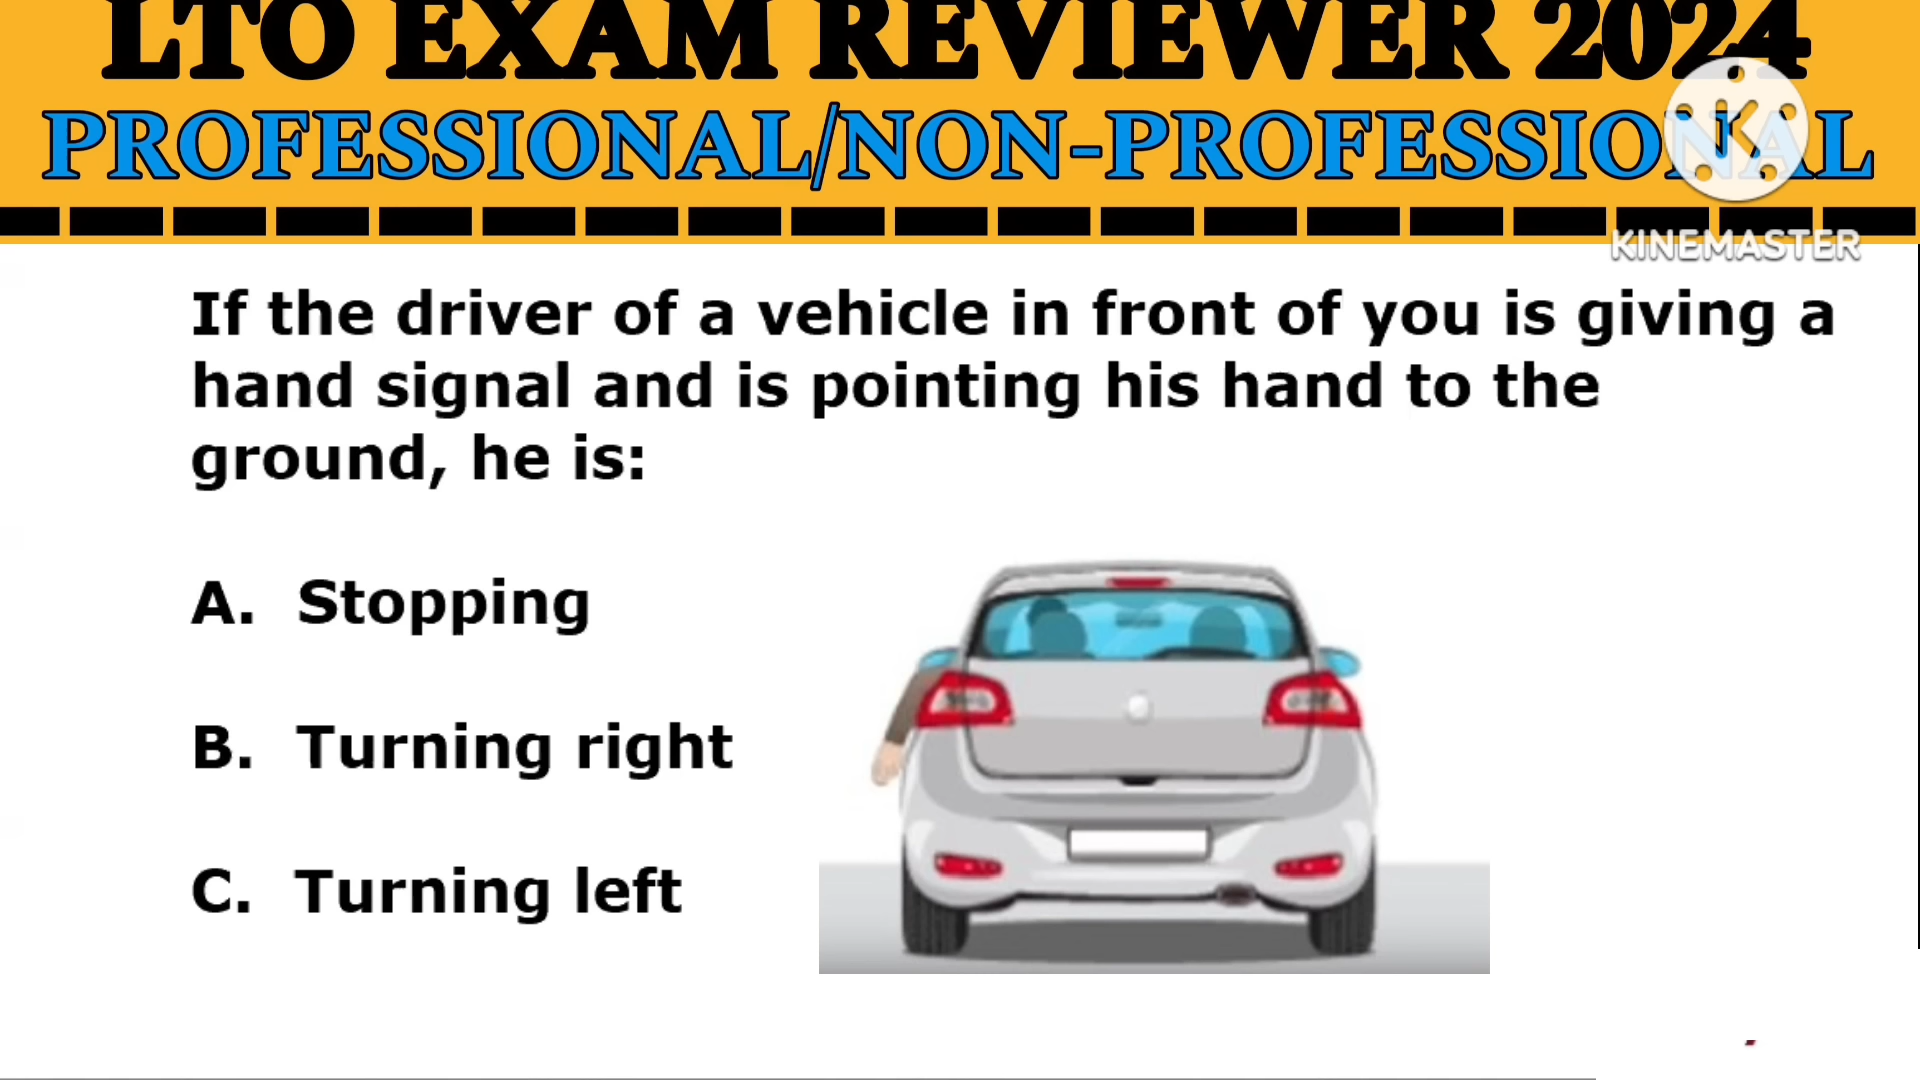 LTO EXAM REVIEWER 2024
PROFESSIONAL/NON-PROFESSIONAL
KINEMASTER
If the driver of a vehicle in front of you is giving a
hand signal and is pointing his hand to the
ground, he is:
A. Stopping
B. Turning right
C. Turning left